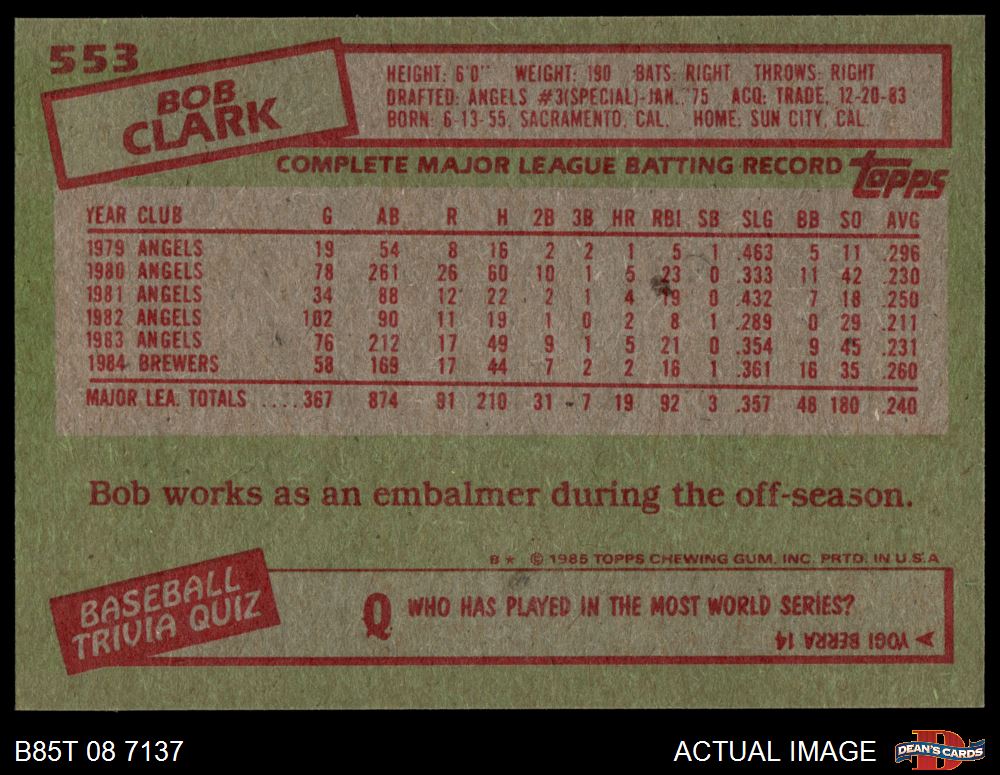 553
BOB
CLARK
HEIGHT: 6'0" WEIGHT: 190 BATS: RIGHT THROWS: RIGHT
DRAFTED: ANGELS #3(SPECIAL)-JAN., '75 ACQ: TRADE, 12-20-83
BORN: 6-13-55, SACRAMENTO, CAL. HOME: SUN CITY, CAL.
COMPLETE MAJOR LEAGUE BATTING RECORD topps
YEAR CLUB G AB R H 2B 3B HR RBI SB SLG BB SO AVG
1979 ANGELS 19 54 8 16 2 2 1 5 1 .463 5 11 .296
1980 ANGELS 78 261 26 60 10 1 5 23 0 .333 11 42 .230
1981 ANGELS 34 88 12 22 2 1 4 19 0 .432 7 18 .250
1982 ANGELS 102 90 11 19 1 0 2 8 1 .289 0 29 .211
1983 ANGELS 76 212 17 49 9 1 5 21 0 .354 9 45 .231
1984 BREWERS 58 169 17 44 7 2 2 16 1 .361 16 35 .260
MAJOR LEA. TOTALS .....367 874 91 210 31 7 19 92 3 .357 48 180 .240
Bob works as an embalmer during the off-season.
B* © 1985 TOPPS CHEWING GUM, INC. PRTD. IN U.S.A
BASEBALL
TRIVIA QUIZ
Q WHO HAS PLAYED IN THE MOST WORLD SERIES?
YOGI BERRA 14
B85T 08 7137
ACTUAL IMAGE
D
DEAN'S CARDS